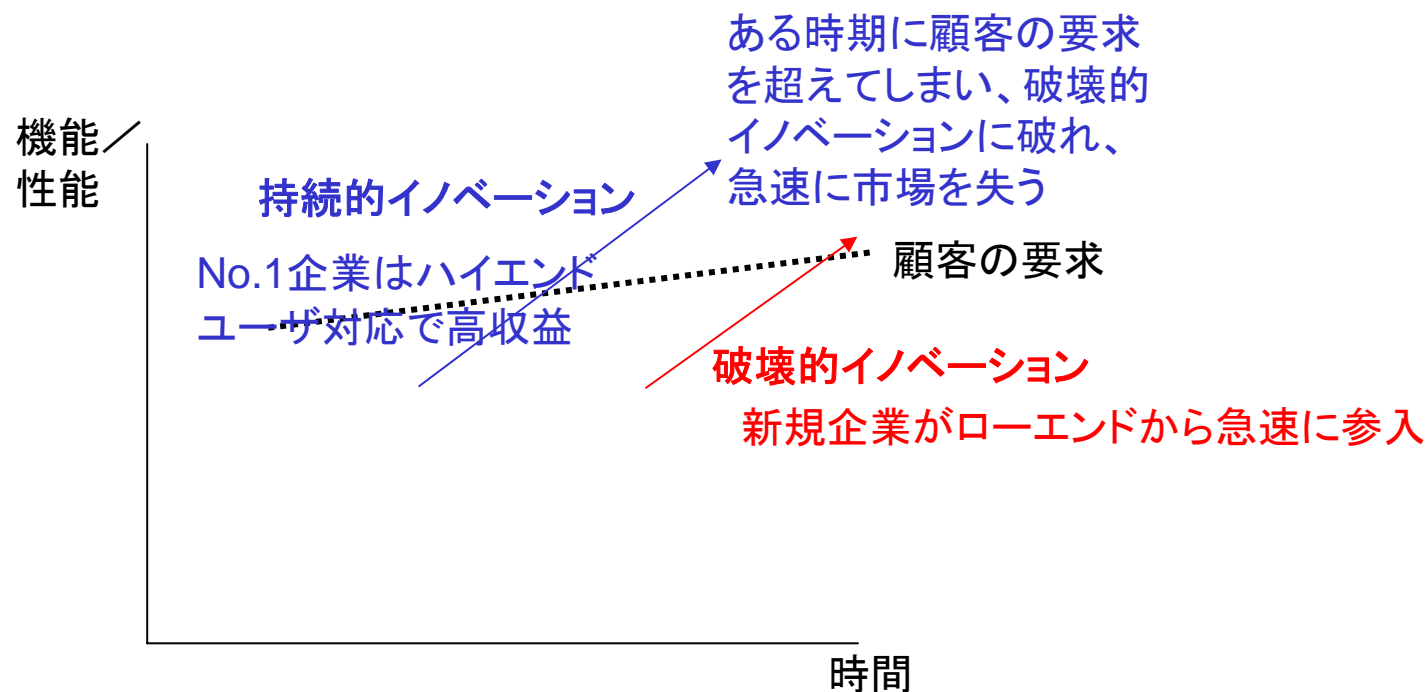 ある時期に顧客の要求
を超えてしまい、破壊的
イノベーションに破れ、
急速に市場を失う
機能／
性能
持続的イノベーション
No.1企業はハイエンド
ユーザ対応で高収益
顧客の要求
破壊的イノベーション
新規企業がローエンドから急速に参入
時間